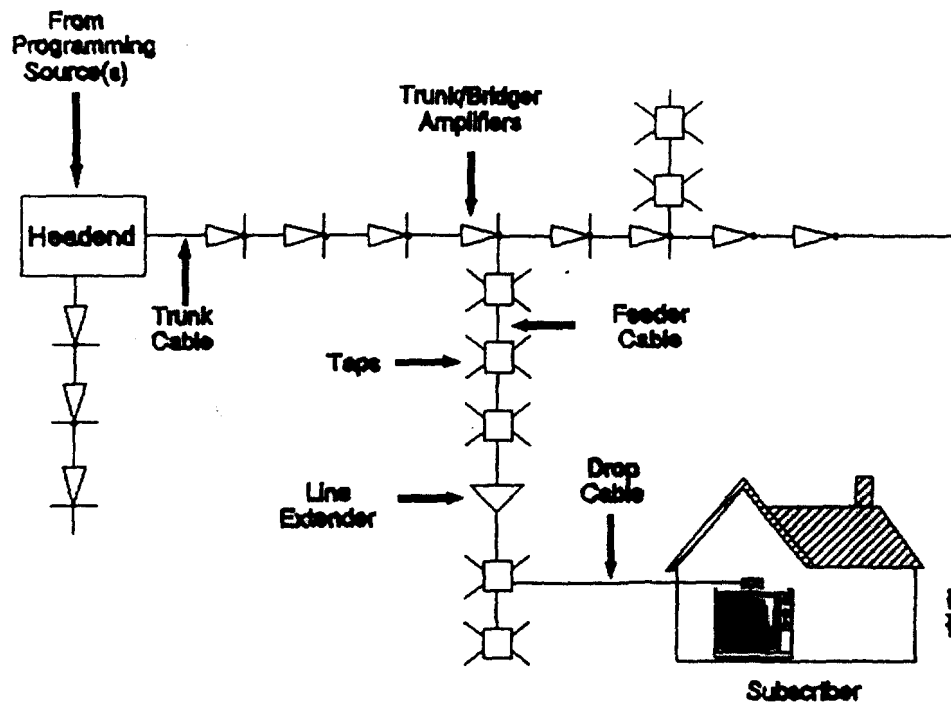 From
Programming
Source(s)
Trunk/Bridger
Amplifiers
Headend
Trunk
Cable
Feeder
Cable
Taps
Drop
Cable
Line
Extender
Subscriber